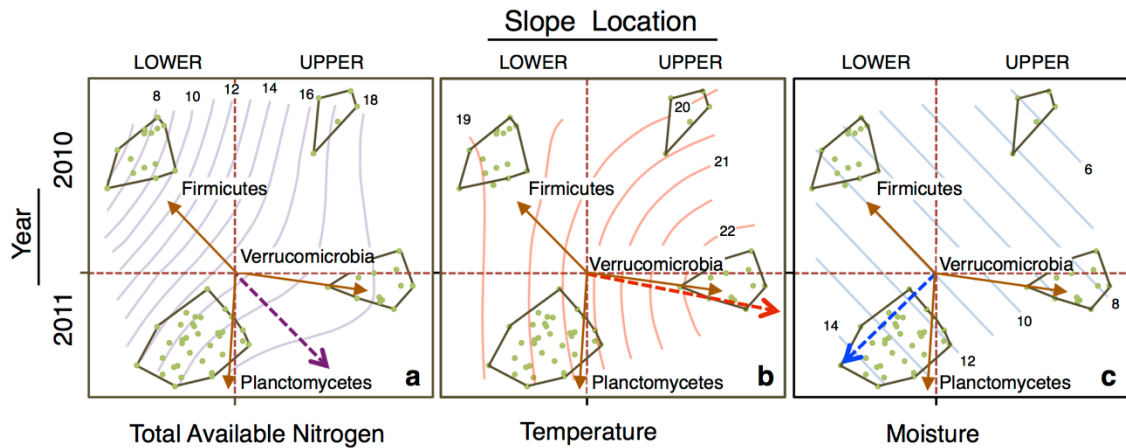 Slope Location
LOWER UPPER LOWER UPPER LOWER UPPER
Year
2010
2011
8 10 12 14 16 18
Firmicutes
Verrucomicrobia
Planctomycetes
a
19 20
21
22
Firmicutes
Verrucomicrobia
Planctomycetes
b
6
Firmicutes
Verrucomicrobia
8
10
14
12
Planctomycetes
c
Total Available Nitrogen Temperature Moisture